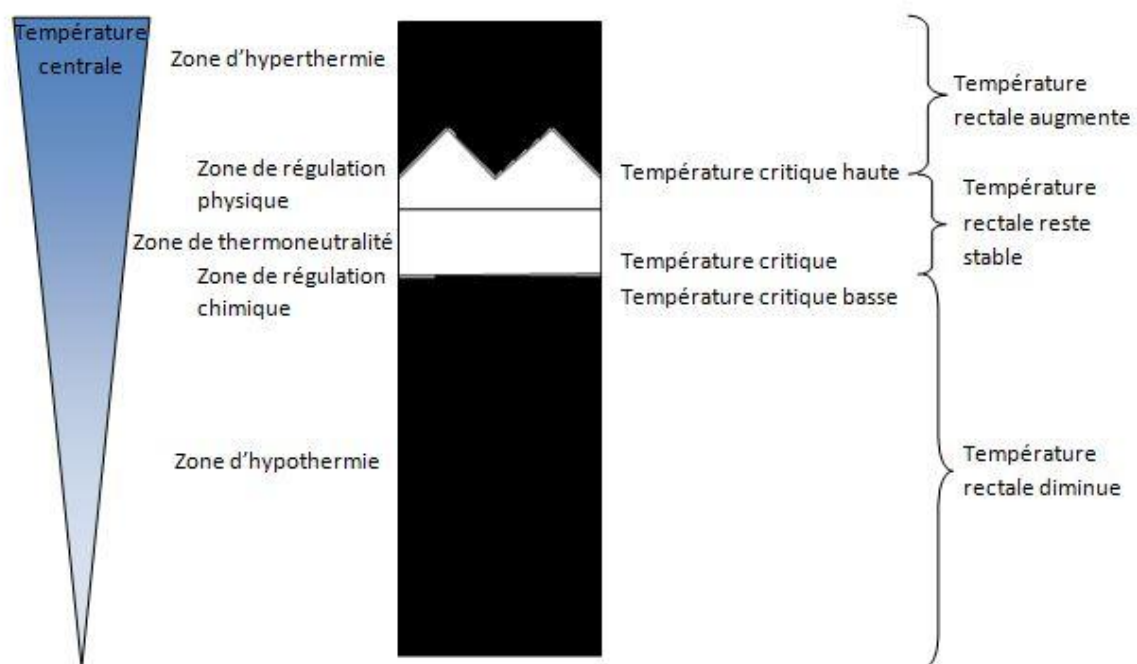 Température
centrale
Zone d'hyperthermie
Température
rectale augmente
Zone de régulation
physique
Température critique haute
Température
rectale reste
stable
Zone de thermoneutralité
Température critique
Zone de régulation
chimique
Température critique basse
Zone d'hypothermie
Température
rectale diminue